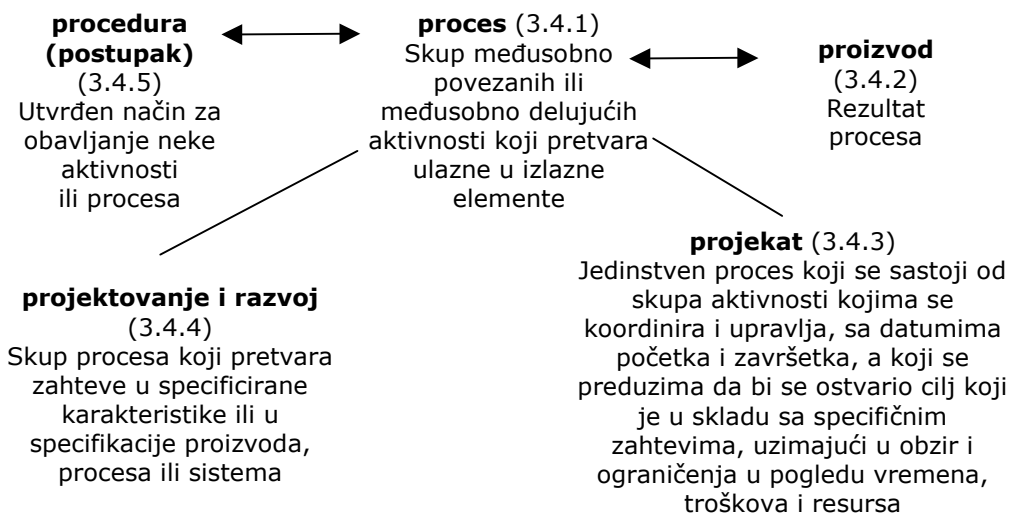 procedura
(postupak)
(3.4.5)
Utvrđen način za
obavljanje neke
aktivnosti
ili procesa
proces (3.4.1)
Skup međusobno
povezanih ili
međusobno delujućih
aktivnosti koji pretvara
ulazne u izlazne
elemente
proizvod
(3.4.2)
Rezultat
procesa
projektovanje i razvoj
(3.4.4)
Skup procesa koji pretvara
zahteve u specificirane
karakteristike ili u
specifikacije proizvoda,
procesa ili sistema
projekat (3.4.3)
Jedinstven proces koji se sastoji od
skupa aktivnosti kojima se
koordinira i upravlja, sa datumima
početka i završetka, a koji se
preduzima da bi se ostvario cilj koji
je u skladu sa specifičnim
zahtevima, uzimajući u obzir i
ograničenja u pogledu vremena,
troškova i resursa